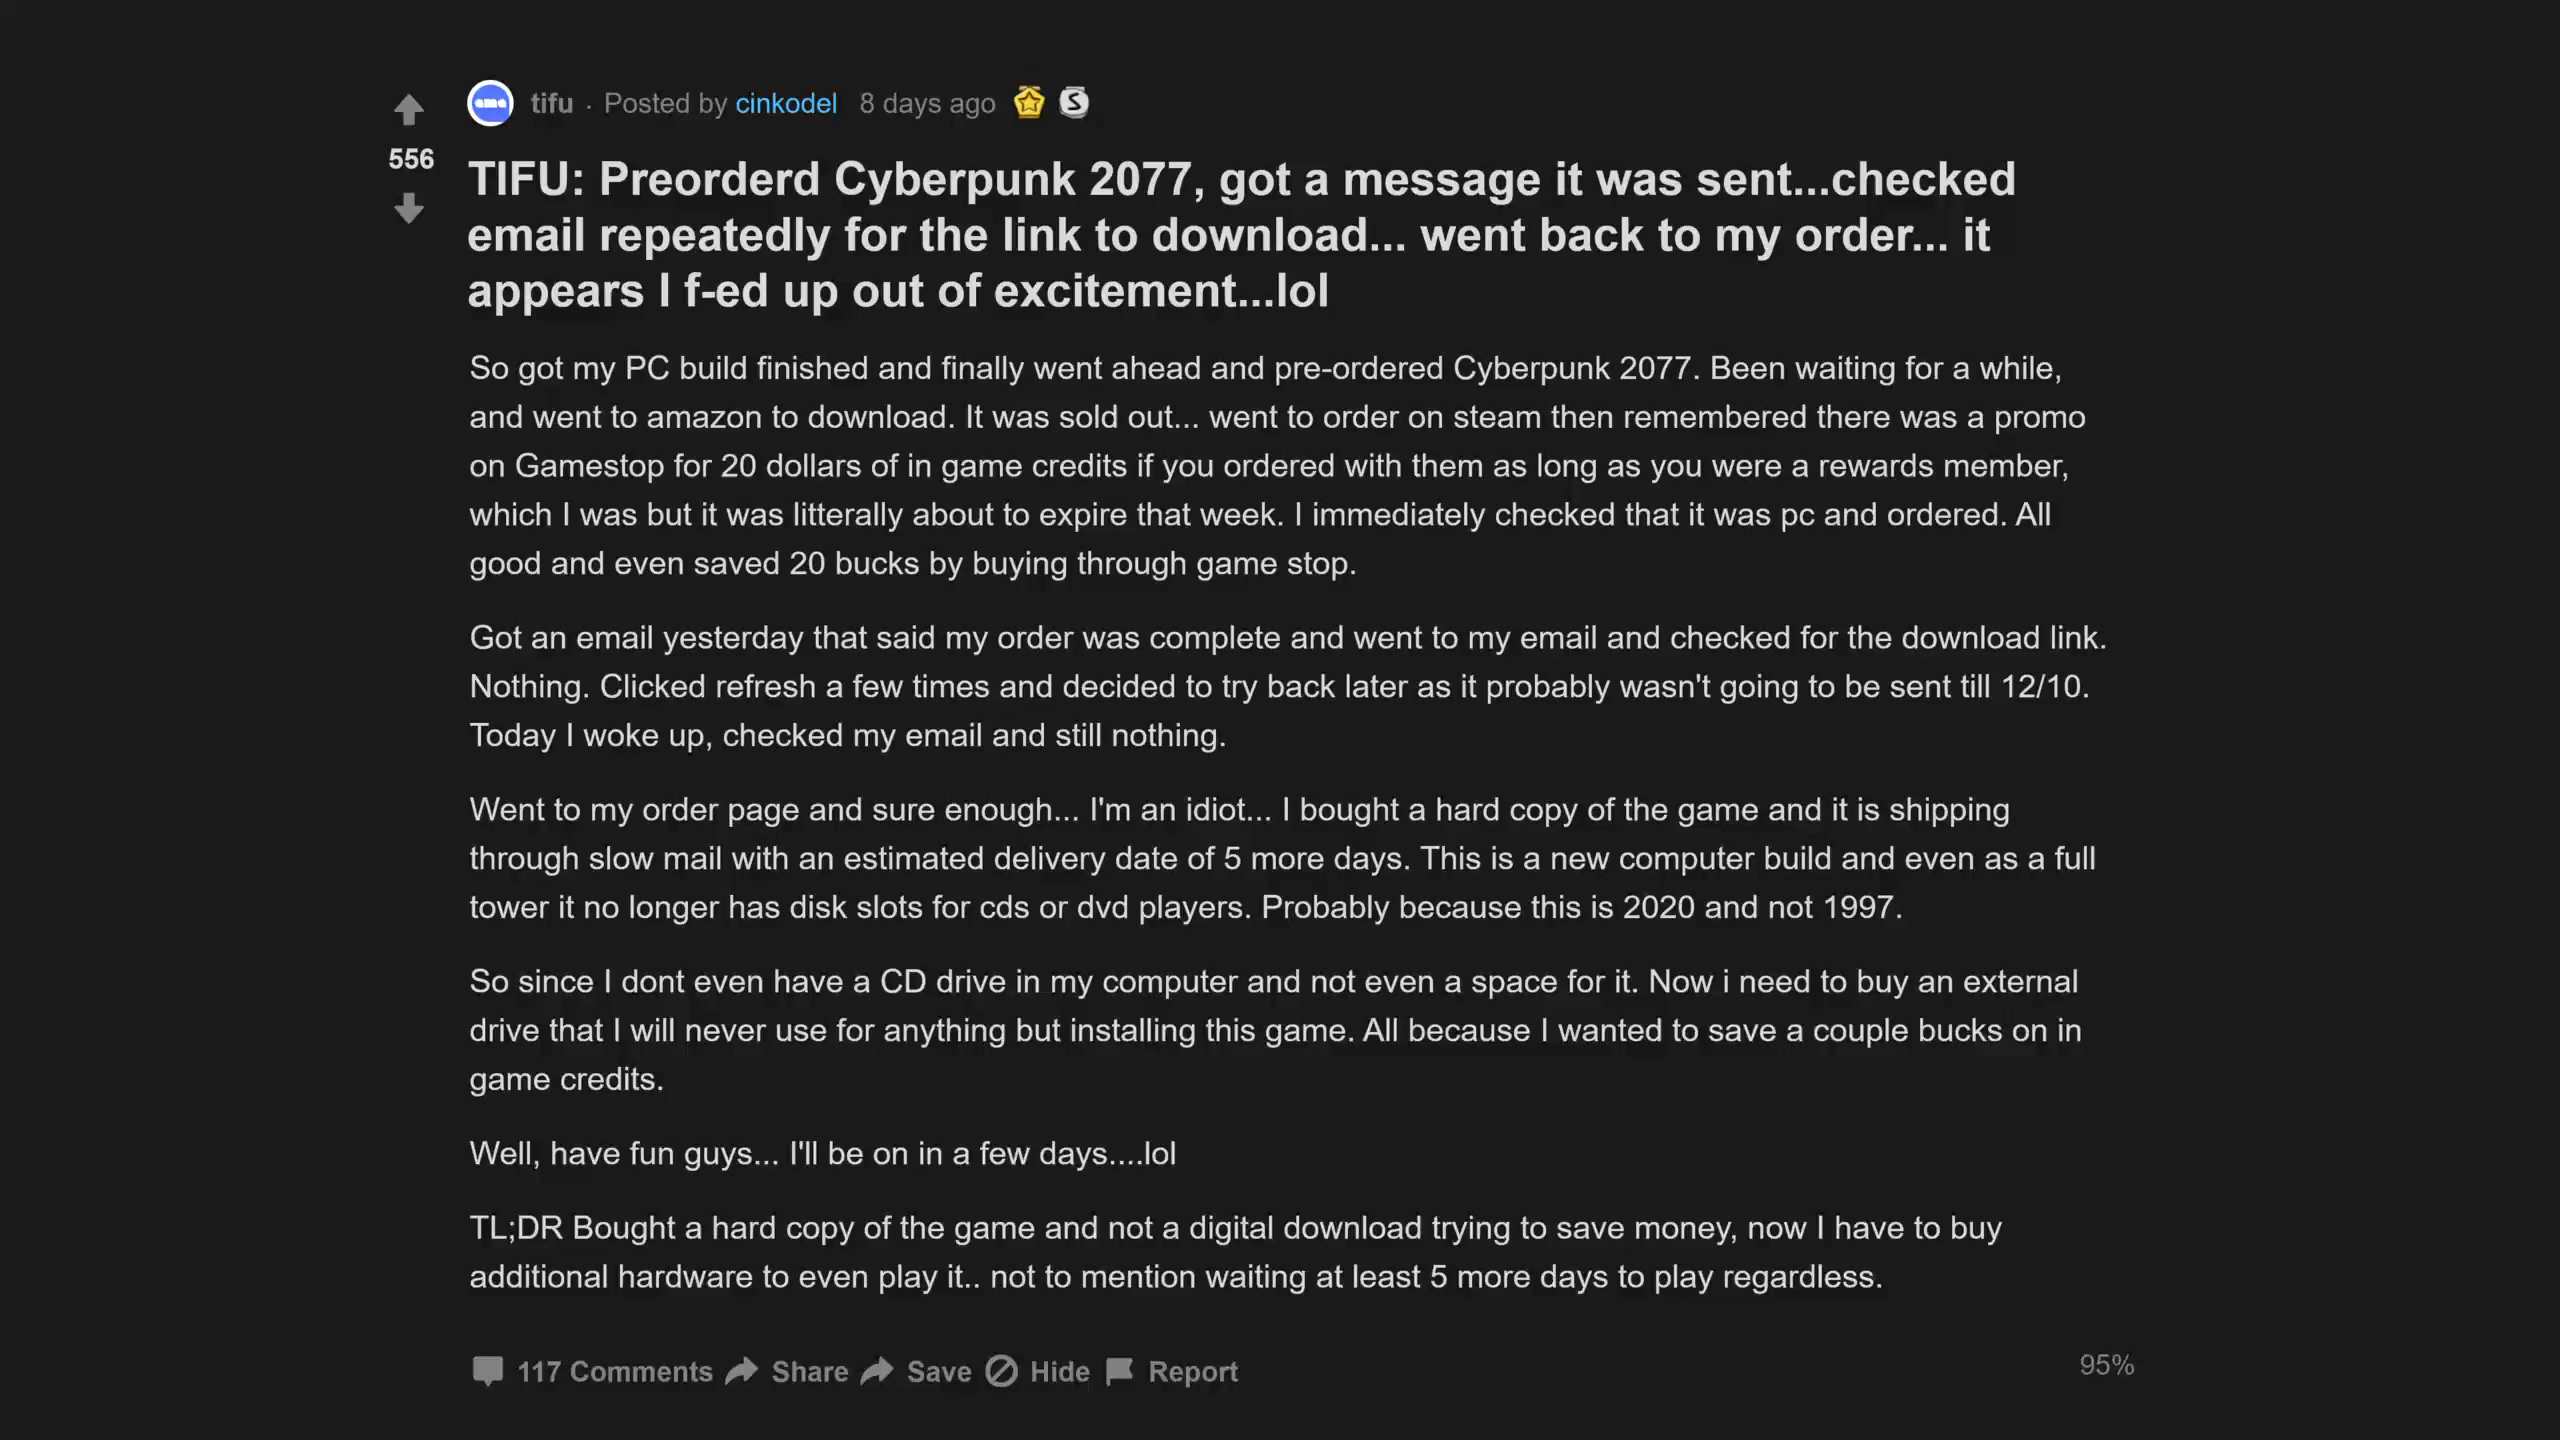 tifu · Posted by cinkodel 8 days ago
556
TIFU: Preorderd Cyberpunk 2077, got a message it was sent...checked
email repeatedly for the link to download... went back to my order... it
appears I f-ed up out of excitement...lol
So got my PC build finished and finally went ahead and pre-ordered Cyberpunk 2077. Been waiting for a while,
and went to amazon to download. It was sold out... went to order on steam then remembered there was a promo
on Gamestop for 20 dollars of in game credits if you ordered with them as long as you were a rewards member,
which I was but it was litterally about to expire that week. I immediately checked that it was pc and ordered. All
good and even saved 20 bucks by buying through game stop.
Got an email yesterday that said my order was complete and went to my email and checked for the download link.
Nothing. Clicked refresh a few times and decided to try back later as it probably wasn't going to be sent till 12/10.
Today I woke up, checked my email and still nothing.
Went to my order page and sure enough... I'm an idiot... I bought a hard copy of the game and it is shipping
through slow mail with an estimated delivery date of 5 more days. This is a new computer build and even as a full
tower it no longer has disk slots for cds or dvd players. Probably because this is 2020 and not 1997.
So since I dont even have a CD drive in my computer and not even a space for it. Now i need to buy an external
drive that I will never use for anything but installing this game. All because I wanted to save a couple bucks on in
game credits.
Well, have fun guys... I'll be on in a few days....lol
TL;DR Bought a hard copy of the game and not a digital download trying to save money, now I have to buy
additional hardware to even play it.. not to mention waiting at least 5 more days to play regardless.
117 Comments Share Save Hide Report
95%